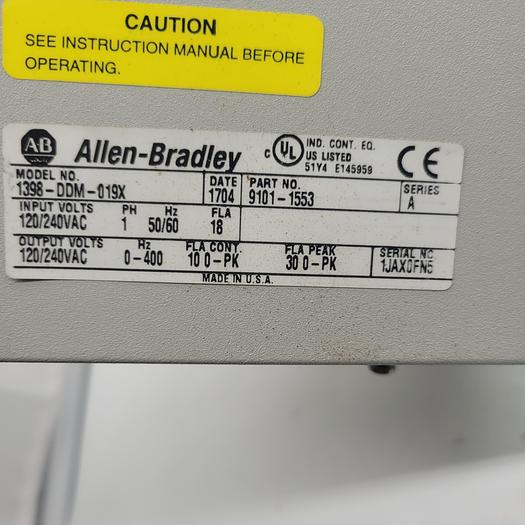 CAUTION
SEE INSTRUCTION MANUAL BEFORE
OPERATING.
AB Allen-Bradley c UL US LISTED IND. CONT. EQ. 51Y4 E145959 CE
MODEL NO. DATE PART NO. SERIES
1398-DDM-019X 1704 9101-1553 A
INPUT VOLTS PH Hz FLA
120/240VAC 1 50/60 18
OUTPUT VOLTS Hz FLA CONT. FLA PEAK SERIAL NO.
120/240VAC 0-400 10 0-PK 30 0-PK 1JAX0FN5
MADE IN U.S.A.